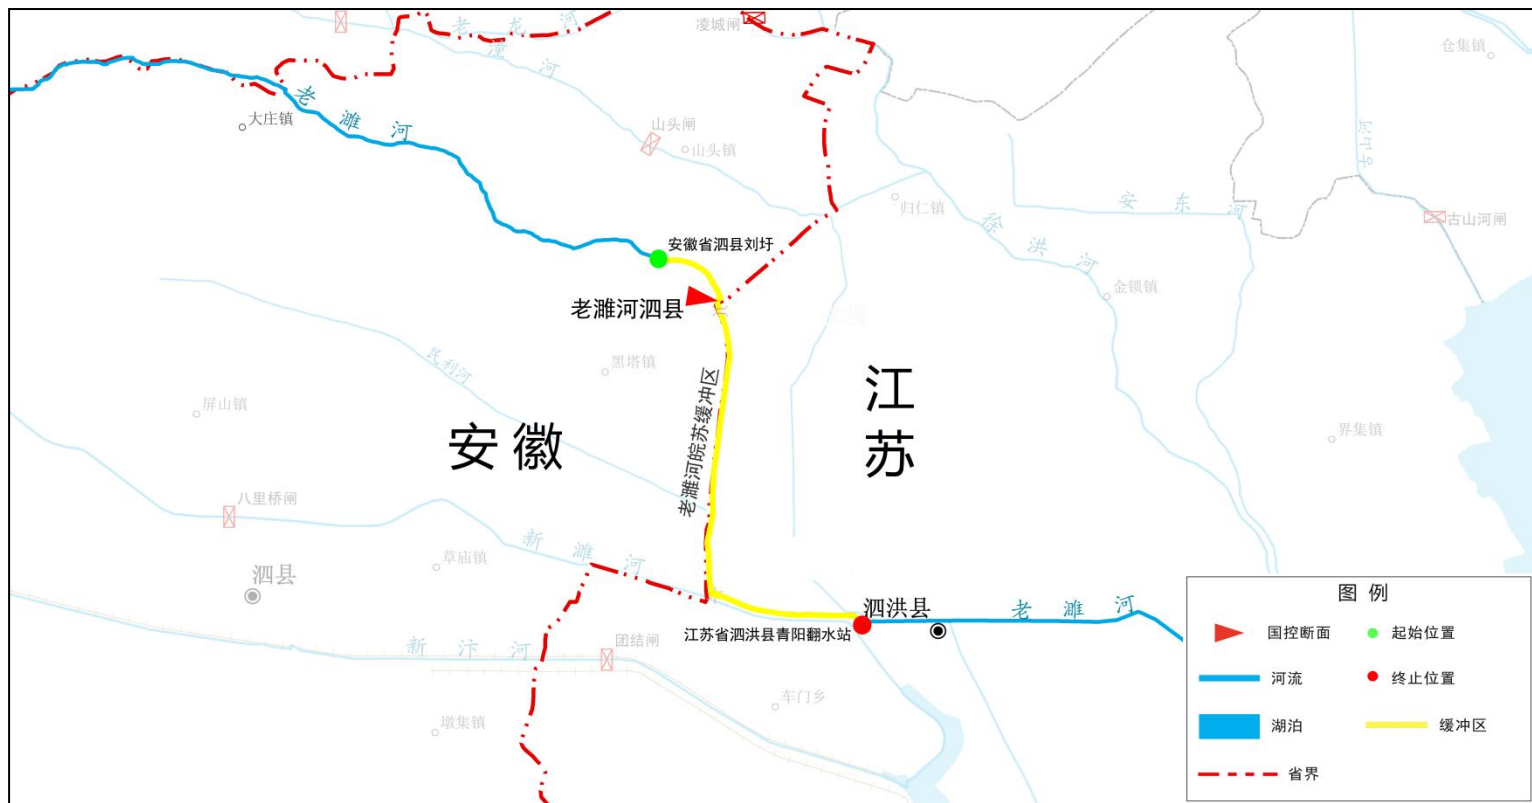 老龙河
潼河
凌城闸
仓集镇
老濉河
大庄镇
山头闸
山头镇
归仁镇
安东河
徐洪河
古山河闸
安徽省泗县刘圩
金锁镇
老濉河泗县
民利河
黑塔镇
屏山镇
老濉河皖苏缓冲区
江苏
安徽
界集镇
八里桥闸
新濉河
草庙镇
泗县
泗洪县
老濉河
江苏省泗洪县青阳翻水站
新汴河
团结闸
车门乡
墩集镇
图例
国控断面
起始位置
河流
终止位置
湖泊
缓冲区
省界